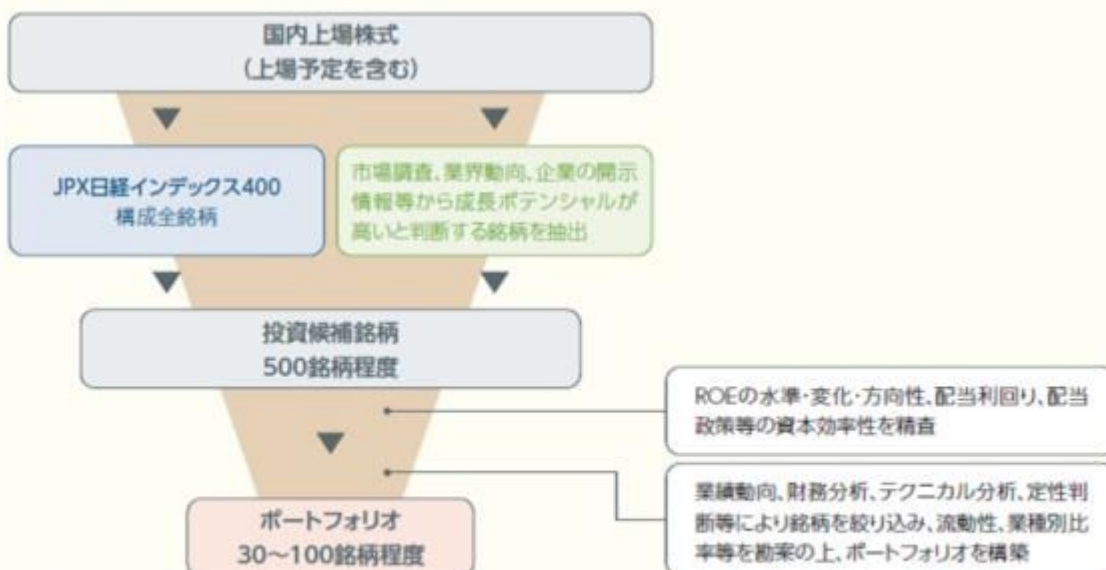 国内上場株式
(上場予定を含む)
JPX日経インデックス400
構成全銘柄
市場調査、業界動向、企業の開示
情報等から成長ポテンシャルが
高いと判断する銘柄を抽出
投資候補銘柄
500銘柄程度
ROEの水準・変化・方向性、配当利回り、配当
政策等の資本効率性を精査
業績動向、財務分析、テクニカル分析、定性判
断等により銘柄を絞り込み、流動性、業種別比
率等を勘案の上、ポートフォリオを構築
ポートフォリオ
30〜100銘柄程度